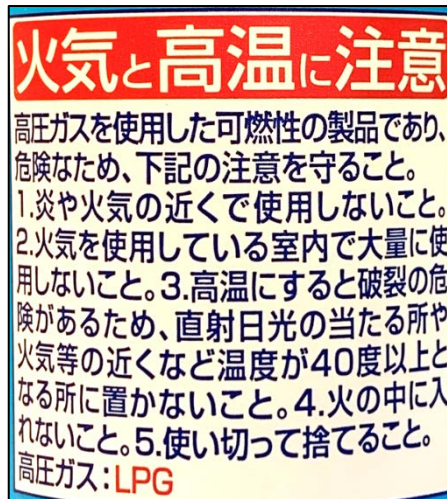 火気と高温に注意
高圧ガスを使用した可燃性の製品であり、
危険なため、下記の注意を守ること。
1.炎や火気の近くで使用しないこと。
2.火気を使用している室内で大量に使
用しないこと。3.高温にすると破裂の危
険があるため、直射日光の当たる所や
火気等の近くなど温度が40度以上と
なる所に置かないこと。4.火の中に入
れないこと。5.使い切って捨てること。
高圧ガス:LPG